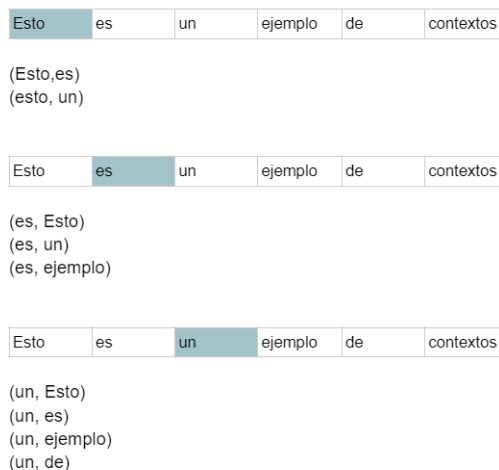 Esto es un ejemplo de contextos
(Esto,es)
(esto, un)
Esto es un ejemplo de contextos
(es, Esto)
(es, un)
(es, ejemplo)
Esto es un ejemplo de contextos
(un, Esto)
(un, es)
(un, ejemplo)
(un, de)